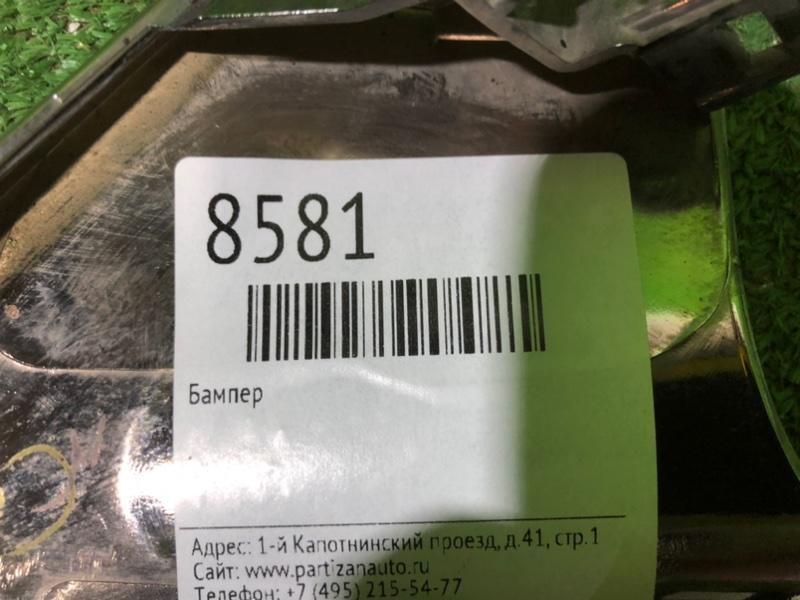 8581
Бампер
Адрес: 1-й Капотнинский проезд, д.41, стр.1
Сайт: www.partizanauto.ru
Телефон: +7 (495) 215-54-77